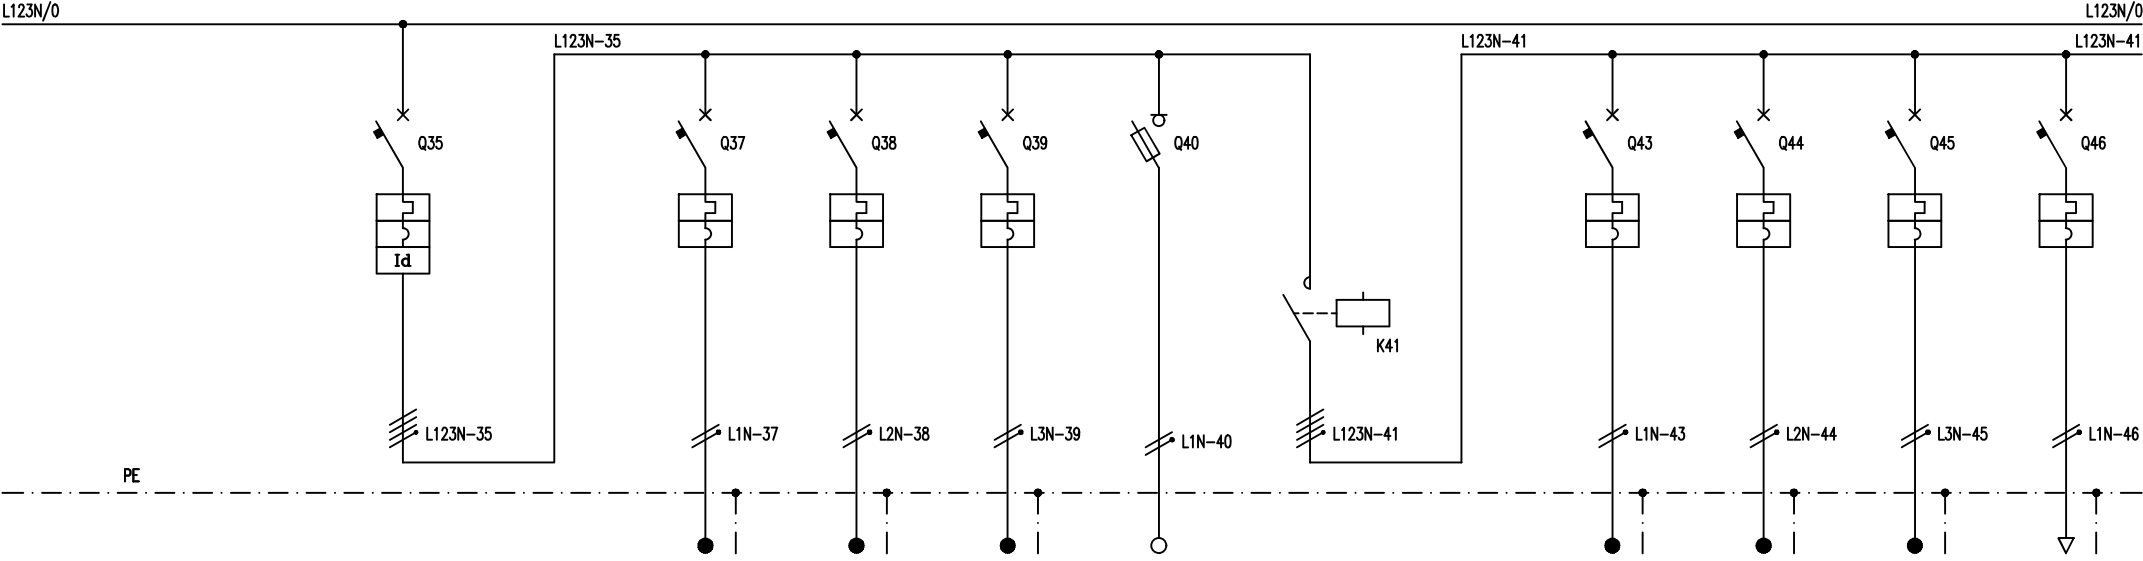 L123N/0
L123N/0
L123N-35
L123N-41
L123N-41
Q35
Q37
Q38
Q39
Q40
Q43
Q44
Q45
Q46
Id
K41
L123N-35
L1N-37
L2N-38
L3N-39
L1N-40
L123N-41
L1N-43
L2N-44
L3N-45
L1N-46
PE